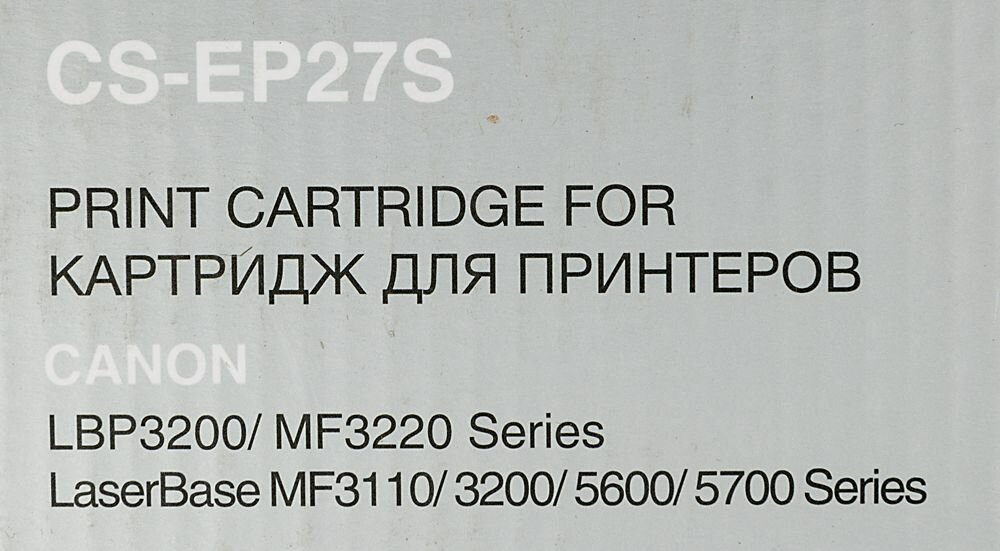 CS-EP27S
PRINT CARTRIDGE FOR
КАРТРИДЖ ДЛЯ ПРИНТЕРОВ
CANON
LBP3200/ MF3220 Series
LaserBase MF3110/ 3200/ 5600/ 5700 Series